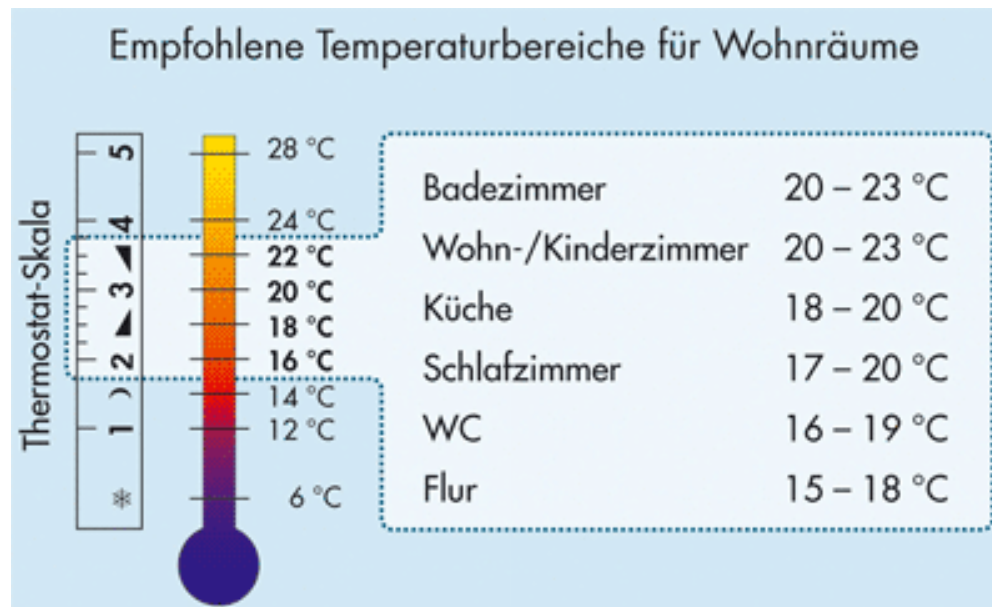 Empfohlene Temperaturbereiche für Wohnräume
Thermostat-Skala
5
4
3
2
1
28 °C
24 °C
22 °C
20 °C
18 °C
16 °C
14 °C
12 °C
6 °C
Badezimmer 20 – 23 °C
Wohn-/Kinderzimmer 20 – 23 °C
Küche 18 – 20 °C
Schlafzimmer 17 – 20 °C
WC 16 – 19 °C
Flur 15 – 18 °C